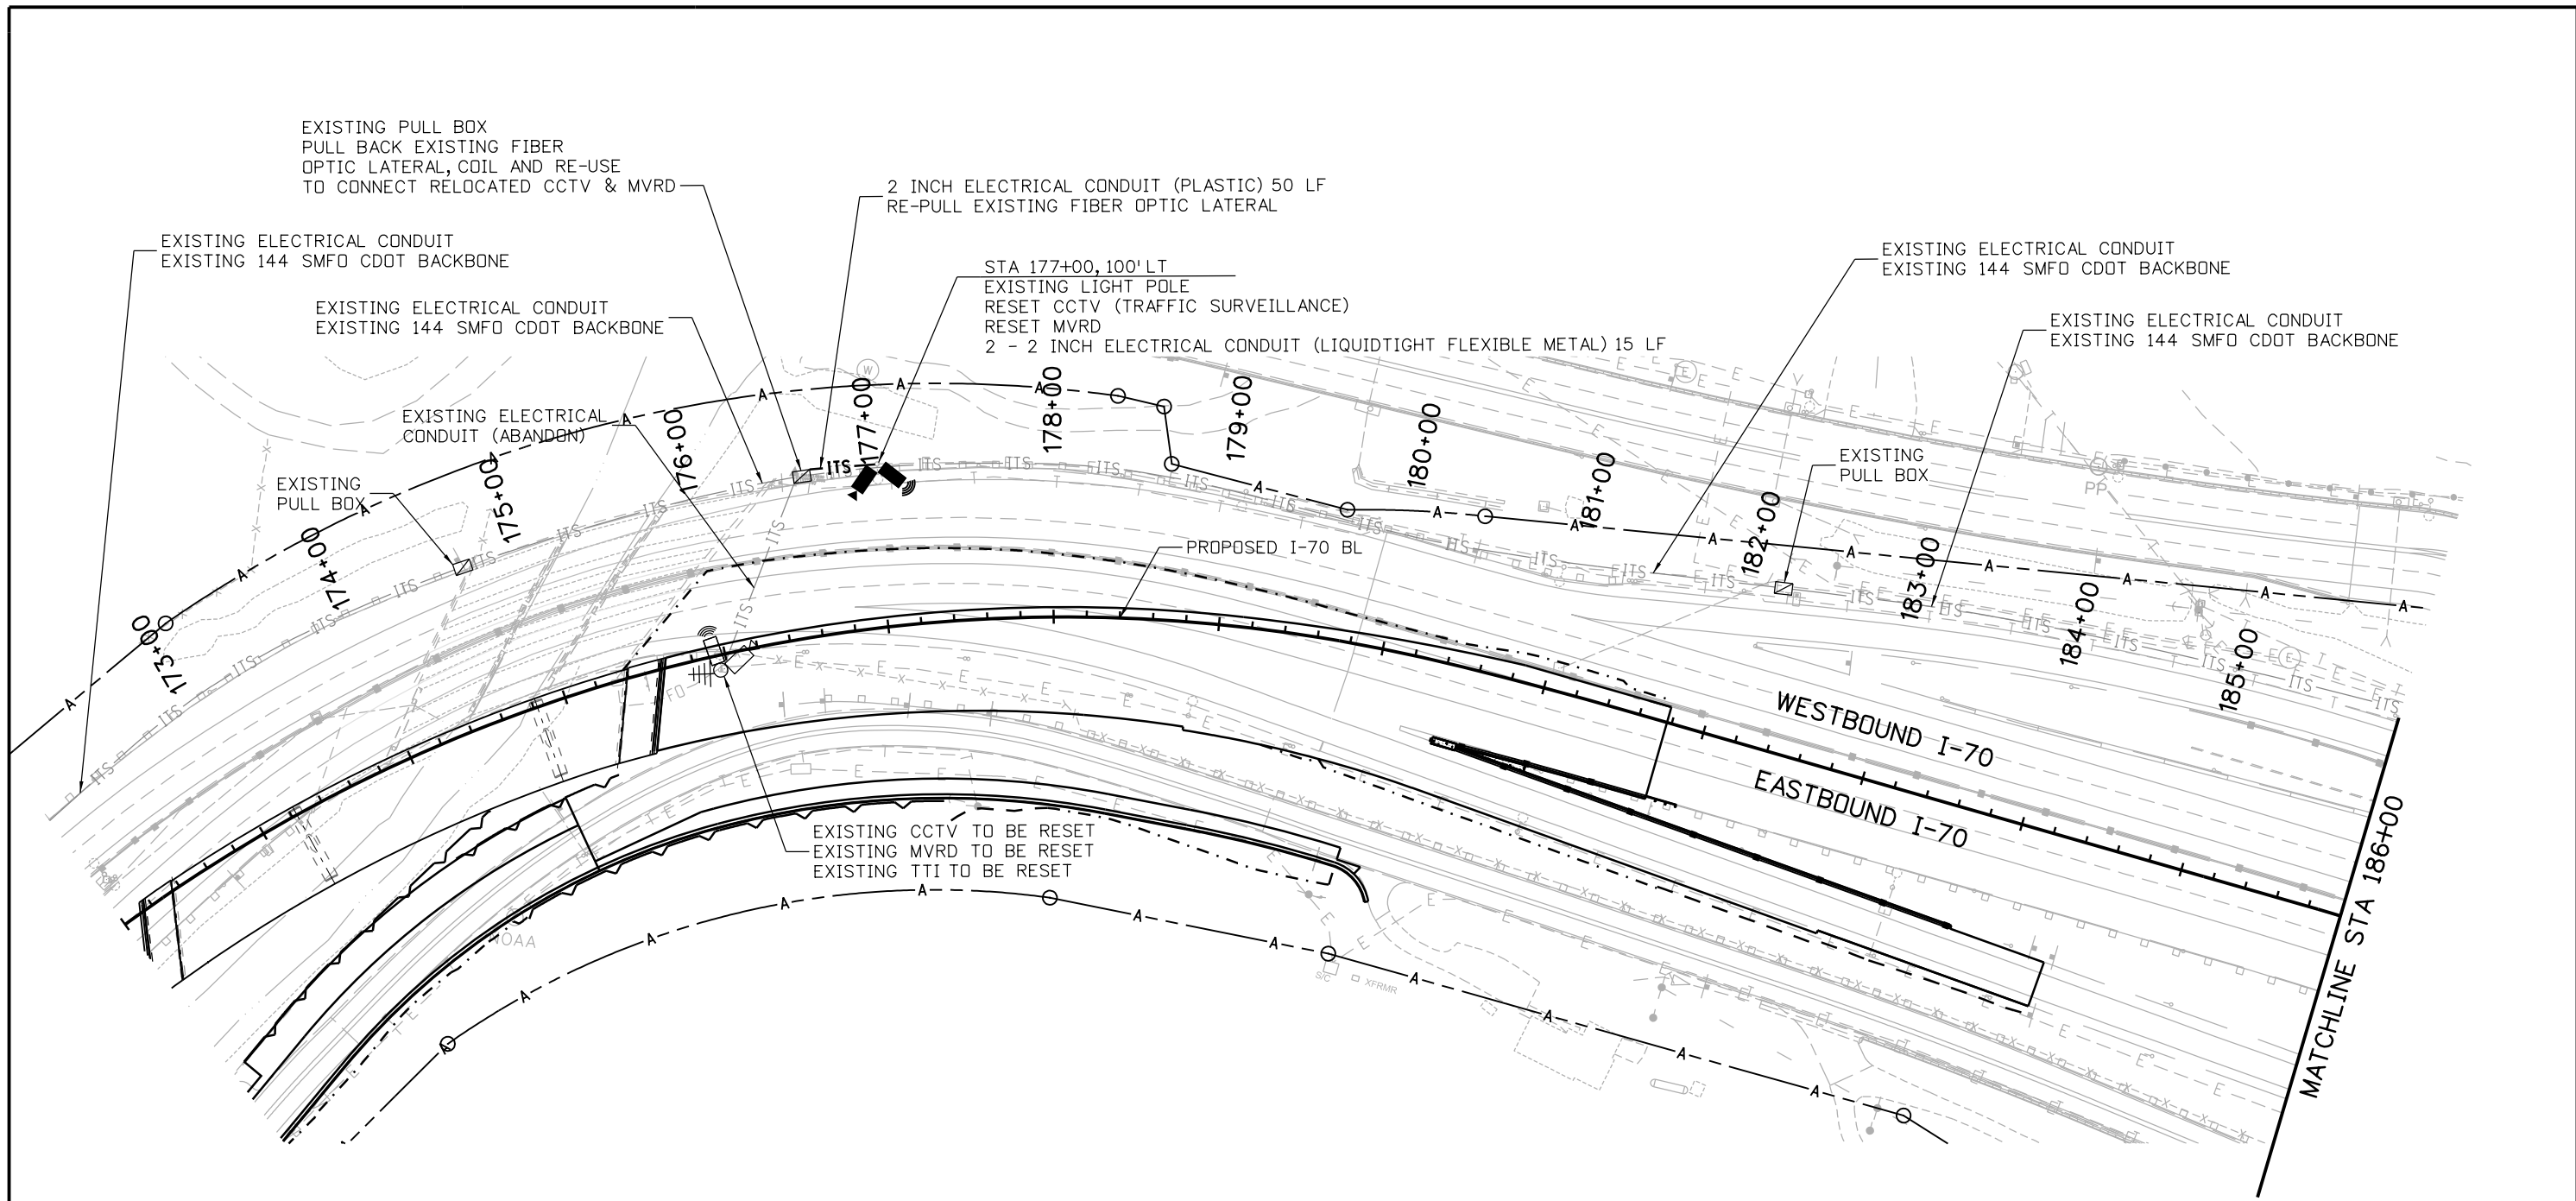 EXISTING PULL BOX
PULL BACK EXISTING FIBER
OPTIC LATERAL, COIL AND RE-USE
TO CONNECT RELOCATED CCTV & MVRD
2 INCH ELECTRICAL CONDUIT (PLASTIC) 50 LF
RE-PULL EXISTING FIBER OPTIC LATERAL
EXISTING ELECTRICAL CONDUIT
EXISTING 144 SMFO CDOT BACKBONE
STA 177+00, 100' LT
EXISTING LIGHT POLE
RESET CCTV (TRAFFIC SURVEILLANCE)
RESET MVRD
2 - 2 INCH ELECTRICAL CONDUIT (LIQUIDTIGHT FLEXIBLE METAL) 15 LF
EXISTING ELECTRICAL CONDUIT
EXISTING 144 SMFO CDOT BACKBONE
EXISTING ELECTRICAL CONDUIT
EXISTING 144 SMFO CDOT BACKBONE
EXISTING ELECTRICAL CONDUIT
EXISTING 144 SMFO CDOT BACKBONE
EXISTING ELECTRICAL
CONDUIT (ABANDON)
EXISTING
PULL BOX
EXISTING
PULL BOX
173+00
174+00
175+00
176+00
177+00
178+00
179+00
180+00
181+00
182+00
183+00
184+00
185+00
ITS
W
E
PP
PROPOSED I-70 BL
FO
WESTBOUND I-70
EASTBOUND I-70
EXISTING CCTV TO BE RESET
EXISTING MVRD TO BE RESET
EXISTING TTI TO BE RESET
NOAA
S/C
XFRMR
MATCHLINE STA 186+00